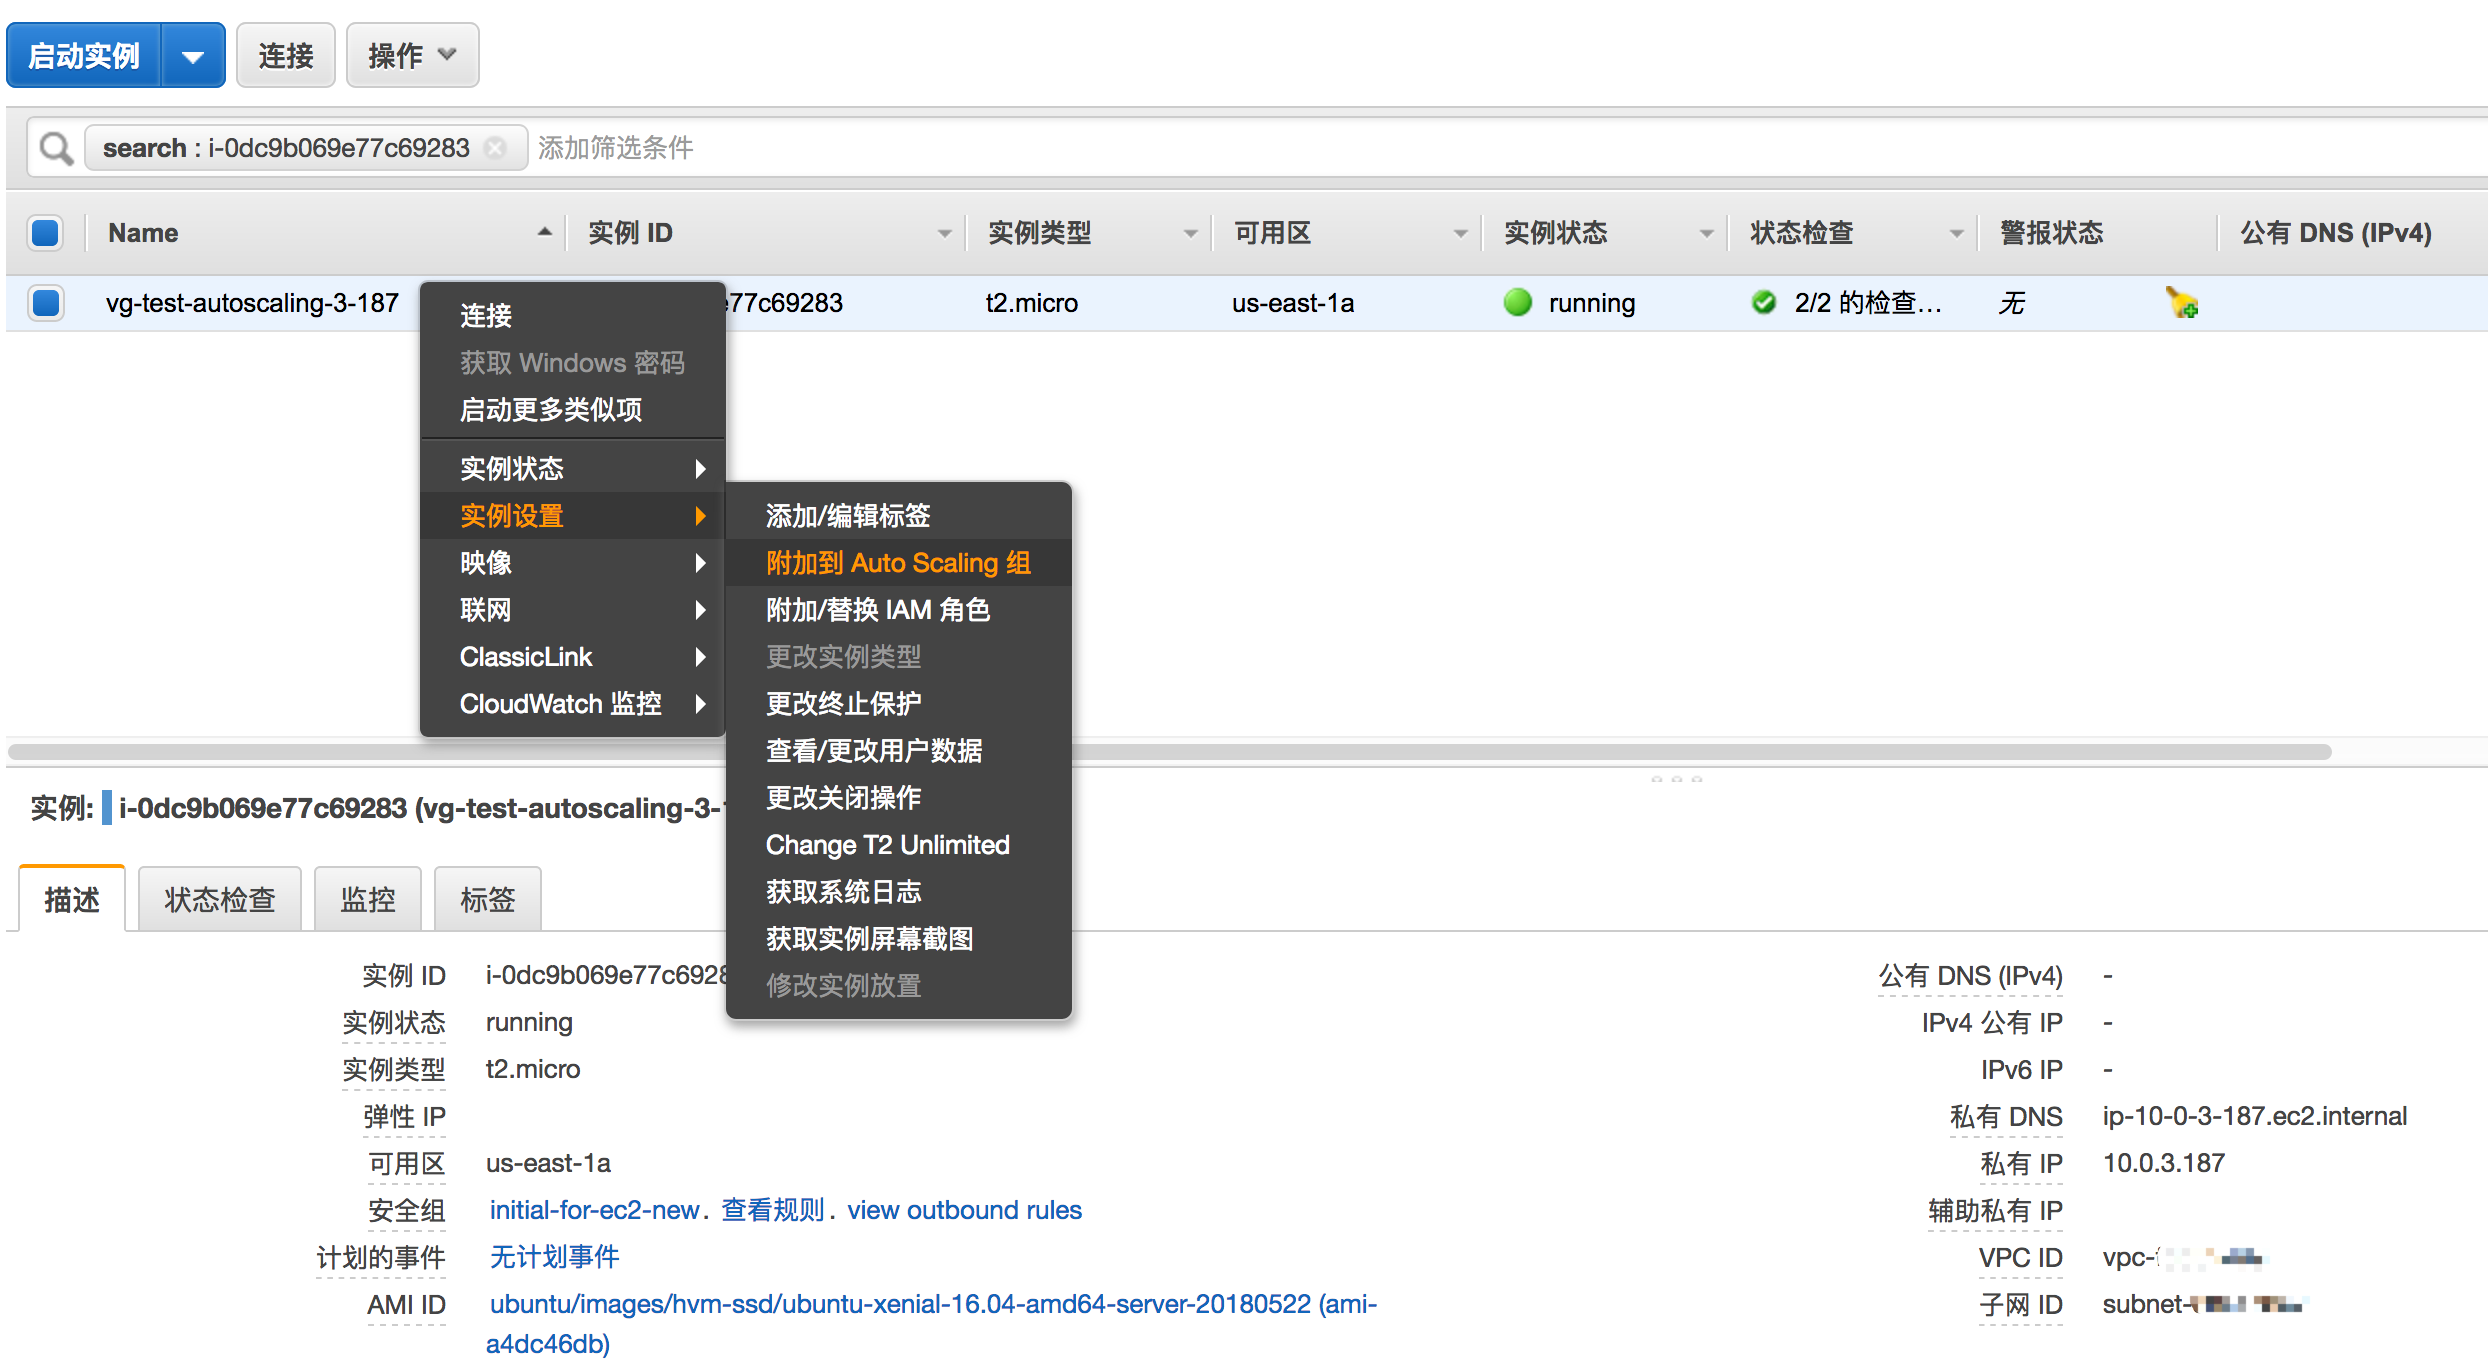 启动实例 连接 操作
search : i-0dc9b069e77c69283 添加筛选条件
Name 实例 ID 实例类型 可用区 实例状态 状态检查 警报状态 公有 DNS (IPv4)
vg-test-autoscaling-3-187 e77c69283 t2.micro us-east-1a running 2/2 的检查… 无
连接
获取 Windows 密码
启动更多类似项
实例状态
实例设置
映像
联网
ClassicLink
CloudWatch 监控
添加/编辑标签
附加到 Auto Scaling 组
附加/替换 IAM 角色
更改实例类型
更改终止保护
查看/更改用户数据
更改关闭操作
Change T2 Unlimited
获取系统日志
获取实例屏幕截图
修改实例放置
实例: i-0dc9b069e77c69283 (vg-test-autoscaling-3-
描述 状态检查 监控 标签
实例 ID i-0dc9b069e77c6928
实例状态 running
实例类型 t2.micro
弹性 IP
可用区 us-east-1a
安全组 initial-for-ec2-new. 查看规则. view outbound rules
计划的事件 无计划事件
AMI ID ubuntu/images/hvm-ssd/ubuntu-xenial-16.04-amd64-server-20180522 (ami-
a4dc46db)
公有 DNS (IPv4) -
IPv4 公有 IP -
IPv6 IP -
私有 DNS ip-10-0-3-187.ec2.internal
私有 IP 10.0.3.187
辅助私有 IP
VPC ID vpc-
子网 ID subnet-